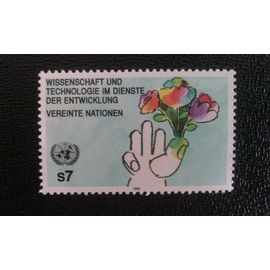 WISSENSCHAFT UND
TECHNOLOGIE IM DIENSTE
DER ENTWICKLUNG
VEREINTE NATIONEN
s7